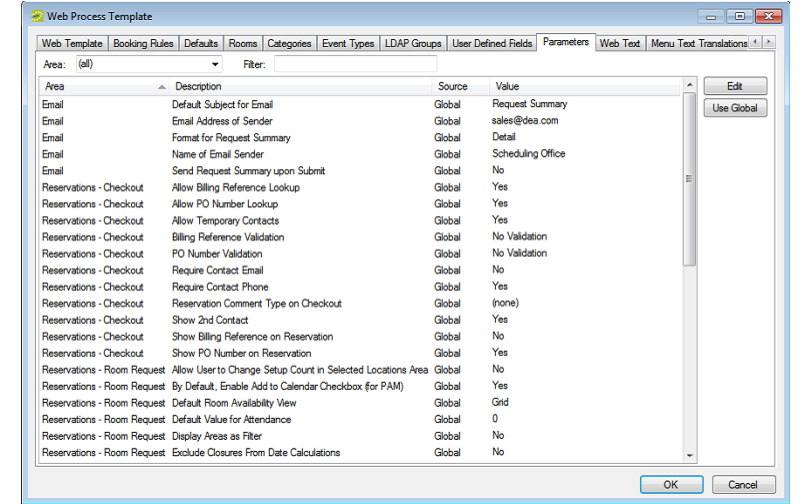 Web Process Template
Web Template Booking Rules Defaults Rooms Categories Event Types LDAP Groups User Defined Fields Parameters Web Text Menu Text Translations
Area: (all) Filter:
Area Description Source Value Edit
Email Default Subject for Email Global Request Summary Use Global
Email Email Address of Sender Global sales@dea.com
Email Format for Request Summary Global Detail
Email Name of Email Sender Global Scheduling Office
Email Send Request Summary upon Submit Global No
Reservations - Checkout Allow Billing Reference Lookup Global Yes
Reservations - Checkout Allow PO Number Lookup Global Yes
Reservations - Checkout Allow Temporary Contacts Global Yes
Reservations - Checkout Billing Reference Validation Global No Validation
Reservations - Checkout PO Number Validation Global No Validation
Reservations - Checkout Require Contact Email Global No
Reservations - Checkout Require Contact Phone Global Yes
Reservations - Checkout Reservation Comment Type on Checkout Global (none)
Reservations - Checkout Show 2nd Contact Global Yes
Reservations - Checkout Show Billing Reference on Reservation Global No
Reservations - Checkout Show PO Number on Reservation Global Yes
Reservations - Room Request Allow User to Change Setup Count in Selected Locations Area Global No
Reservations - Room Request By Default, Enable Add to Calendar Checkbox (for PAM) Global Yes
Reservations - Room Request Default Room Availability View Global Grid
Reservations - Room Request Default Value for Attendance Global 0
Reservations - Room Request Display Areas as Filter Global No
Reservations - Room Request Exclude Closures From Date Calculations Global No
OK Cancel